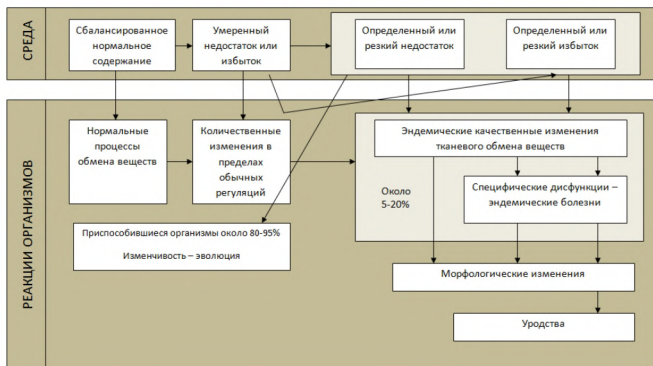 СРЕДА
Сбалансированное
нормальное
содержание
Умеренный
недостаток или
избыток
Определенный или
резкий недостаток
Определенный или
резкий избыток
РЕАКЦИИ ОРГАНИЗМОВ
Нормальные
процессы
обмена веществ
Количественные
изменения в
пределах
обычных
регуляций
Эндемические качественные изменения
тканевого обмена веществ
Около
5-20%
Специфические дисфункции –
эндемические болезни
Приспособившиеся организмы около 80-95%
Изменчивость – эволюция
Морфологические изменения
Уродства